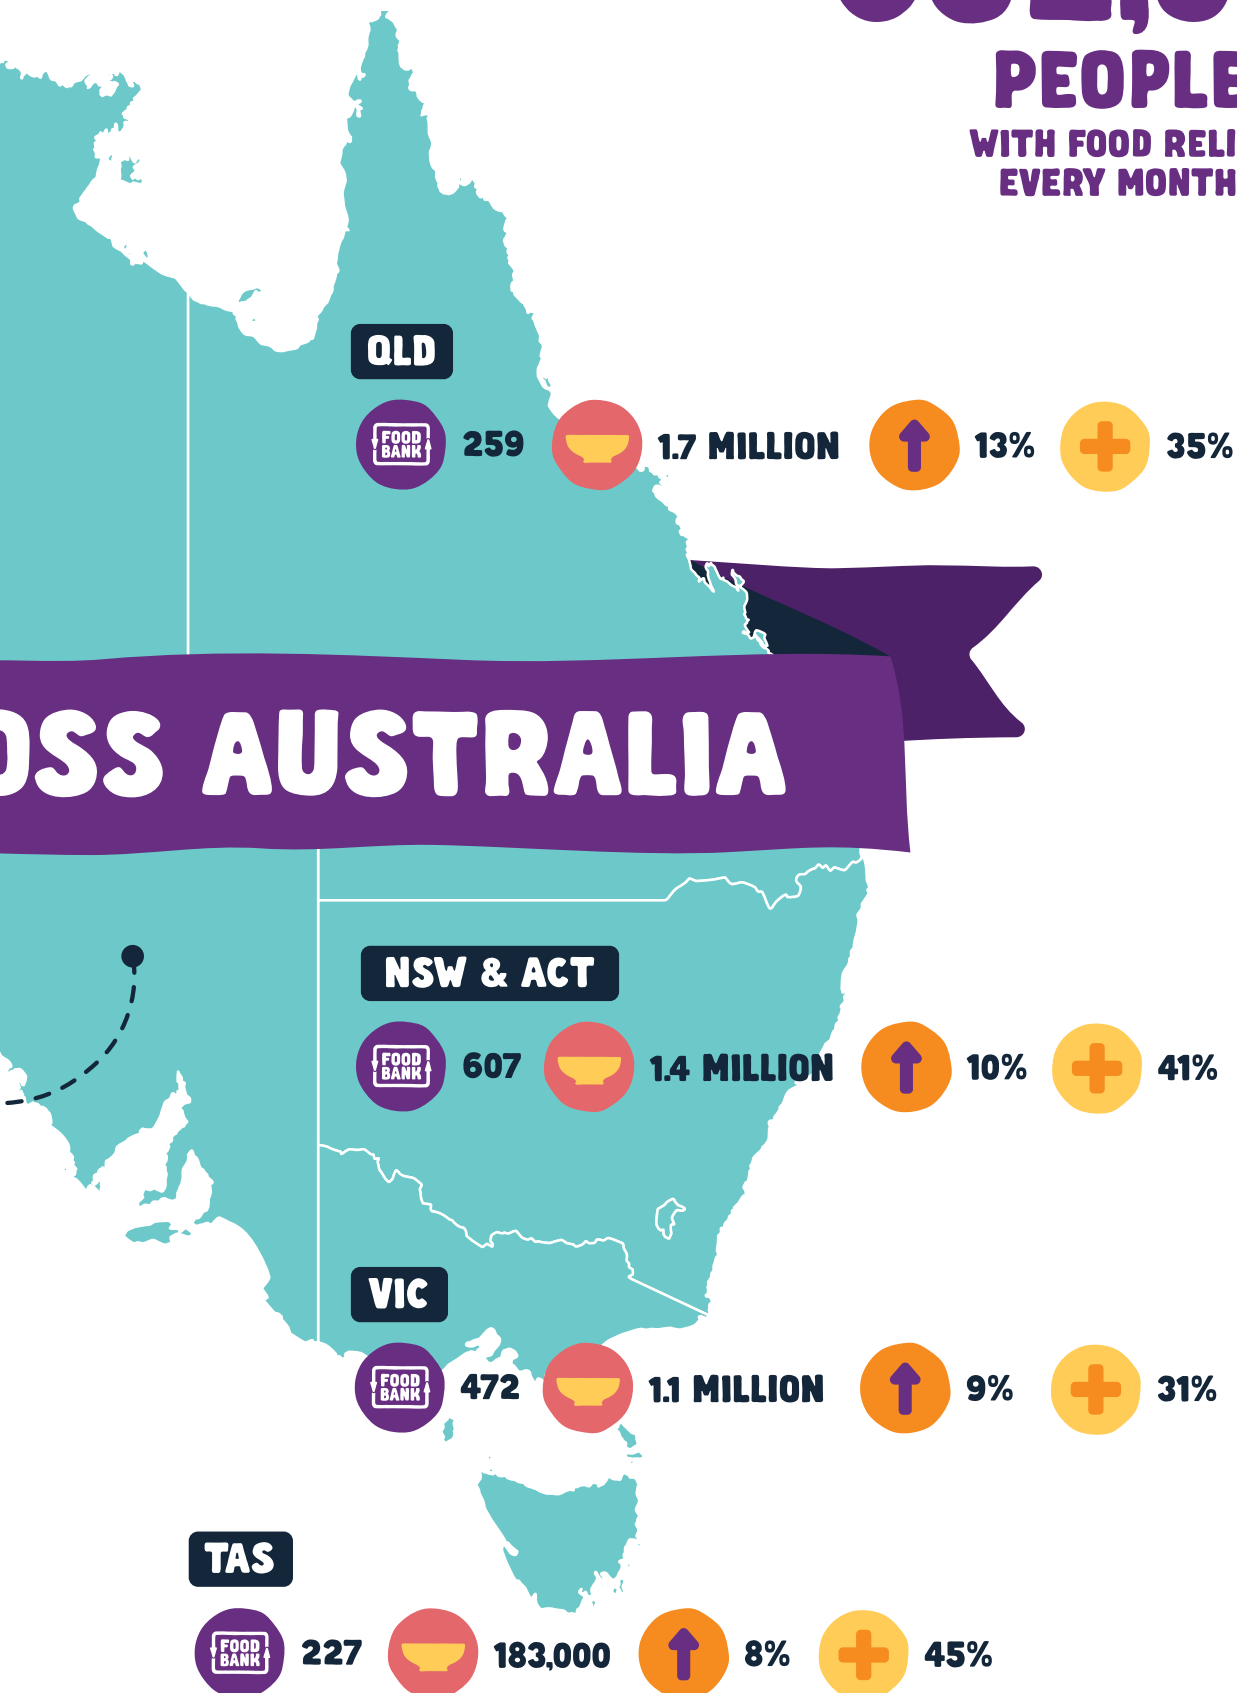 PEOPLE
WITH FOOD
EVERY MONTH
QLD
FOOD BANK 259 1.7 MILLION 13% 35%
AUSTRALIA
NSW & ACT
FOOD BANK 607 1.4 MILLION 10% 41%
VIC
FOOD BANK 472 1.1 MILLION 9% 31%
TAS
FOOD BANK 227 183,000 8% 45%